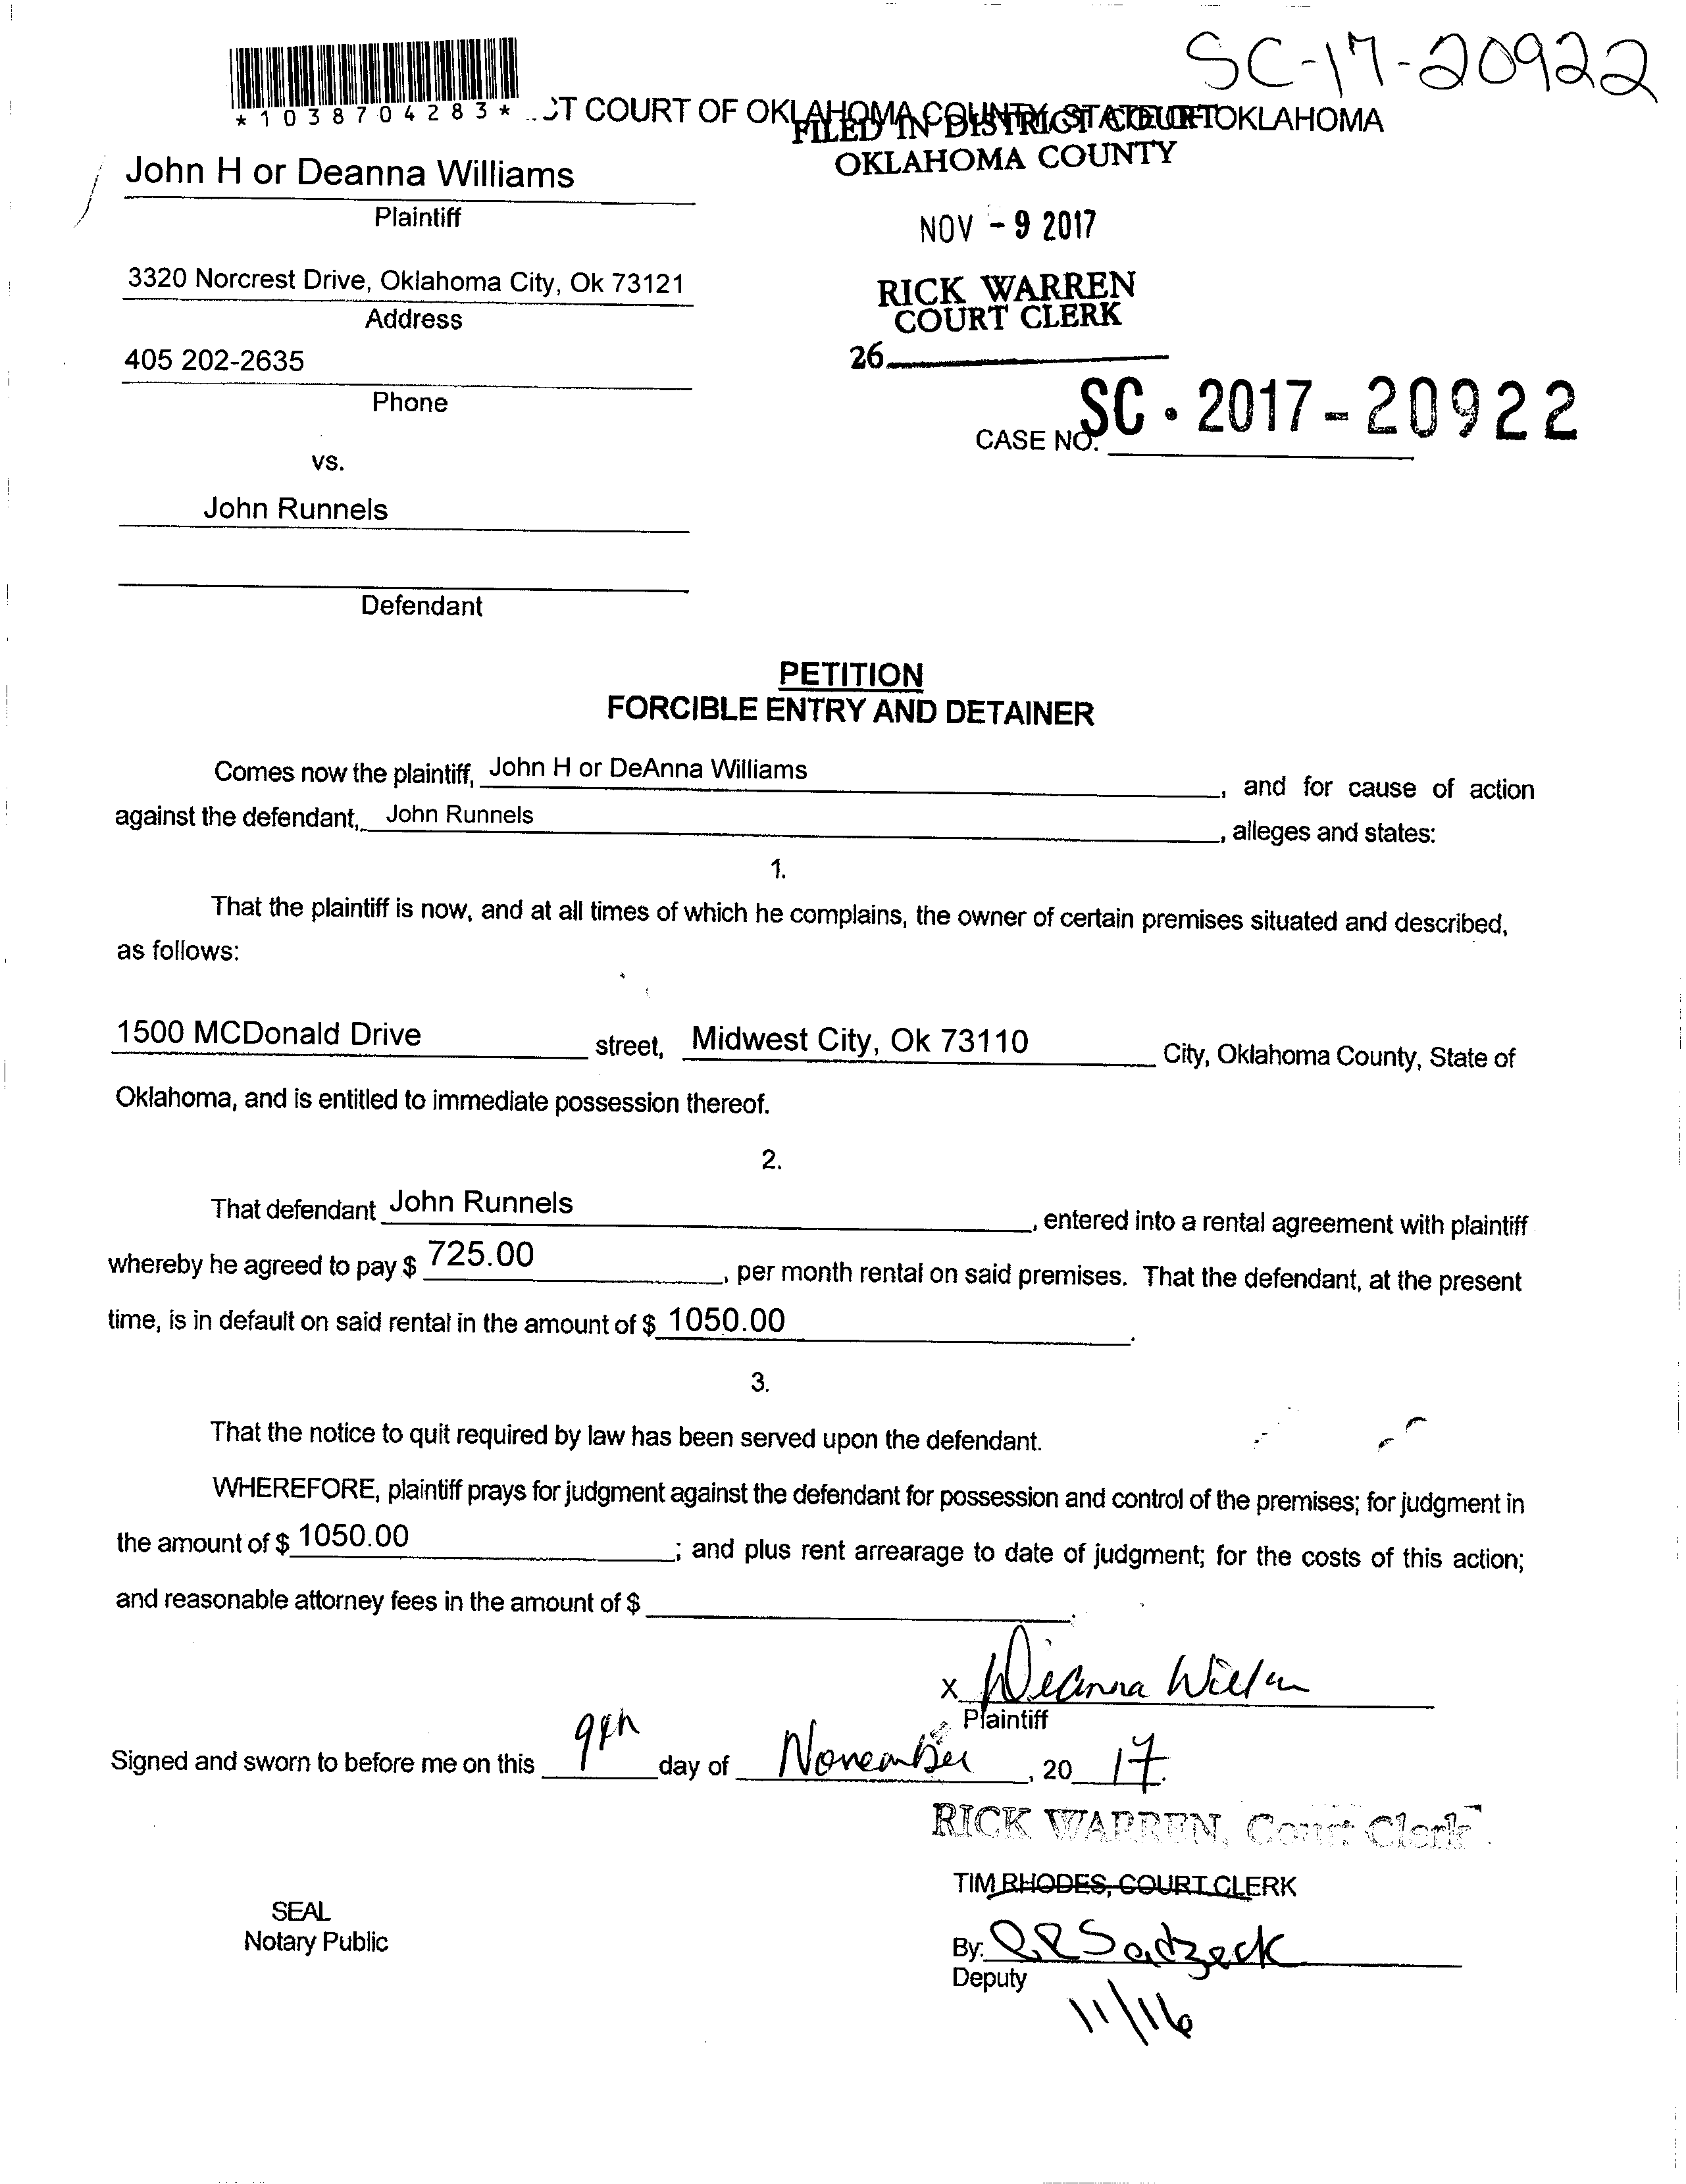 SC-17-20922
*1038704283*
CT COURT OF OKLAHOMA COUNTY, STATE OF OKLAHOMA
FILED IN DISTRICT COURT
OKLAHOMA COUNTY
John H or Deanna Williams
Plaintiff
NOV - 9 2017
3320 Norcrest Drive, Oklahoma City, Ok 73121
Address
RICK WARREN
COURT CLERK
405 202-2635
26
Phone
CASE NO. SC - 2017 - 20922
vs.
John Runnels
Defendant
PETITION
FORCIBLE ENTRY AND DETAINER
Comes now the plaintiff, John H or DeAnna Williams, and for cause of action
against the defendant, John Runnels, alleges and states:
1.
That the plaintiff is now, and at all times of which he complains, the owner of certain premises situated and described,
as follows:
1500 MCDonald Drive street, Midwest City, Ok 73110 City, Oklahoma County, State of
Oklahoma, and is entitled to immediate possession thereof.
2.
That defendant John Runnels, entered into a rental agreement with plaintiff
whereby he agreed to pay $ 725.00, per month rental on said premises. That the defendant, at the present
time, is in default on said rental in the amount of $ 1050.00.
3.
That the notice to quit required by law has been served upon the defendant.
WHEREFORE, plaintiff prays for judgment against the defendant for possession and control of the premises; for judgment in
the amount of $ 1050.00; and plus rent arrearage to date of judgment; for the costs of this action;
and reasonable attorney fees in the amount of $ .
x Deanna Willm
Plaintiff
Signed and sworn to before me on this 9th day of November, 20 17.
RICK WARREN, Court Clerk
TIM RHODES, COURT CLERK
SEAL
Notary Public
By:
Deputy
11/16